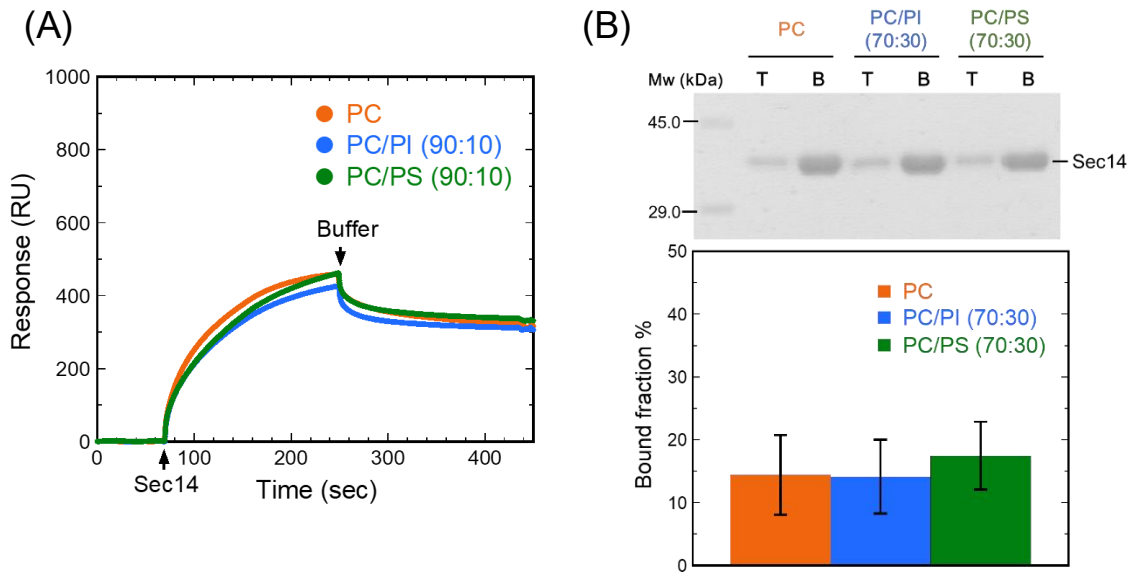 (A)
1000
800
600
400
200
0
Response (RU)
PC
PC/PI (90:10)
PC/PS (90:10)
Buffer
0
100
200
300
400
Sec14
Time (sec)
(B)
PC
PC/PI
(70:30)
PC/PS
(70:30)
Mw (kDa)
T B T B T B
45.0
29.0
Sec14
50
40
30
20
10
0
Bound fraction %
PC
PC/PI (70:30)
PC/PS (70:30)